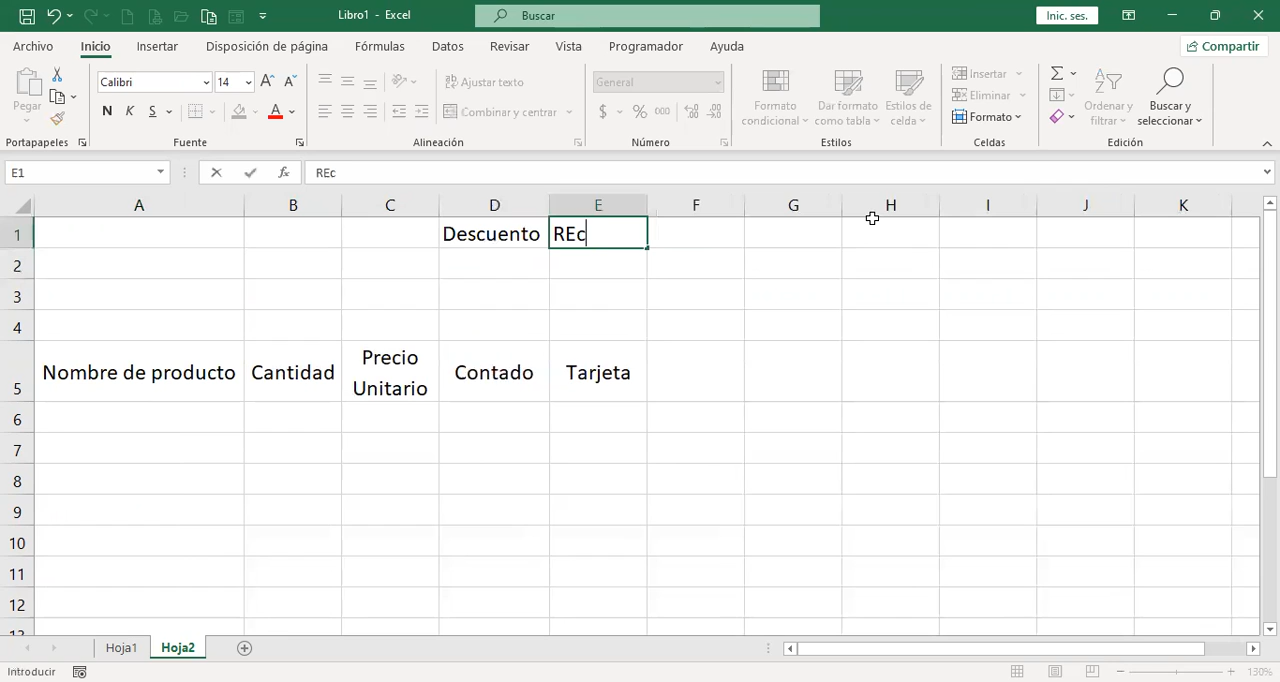 Libro1 - Excel
Buscar
Inic. ses.
Archivo Inicio Insertar Disposición de página Fórmulas Datos Revisar Vista Programador Ayuda
Compartir
Pegar
Calibri 14
N K S
A
Ajustar texto
Combinar y centrar
General
$ % 000
Formato condicional
Dar formato como tabla
Estilos de celda
Insertar
Eliminar
Formato
Ordenar y filtrar
Buscar y seleccionar
Portapapeles Fuente Alineación Número Estilos Celdas Edición
E1 fx REc
A B C D E F G H I J K
1 Descuento REc
2
3
4
5 Nombre de producto Cantidad Precio Unitario Contado Tarjeta
6
7
8
9
10
11
12
13
Hoja1 Hoja2
Introducir
130%